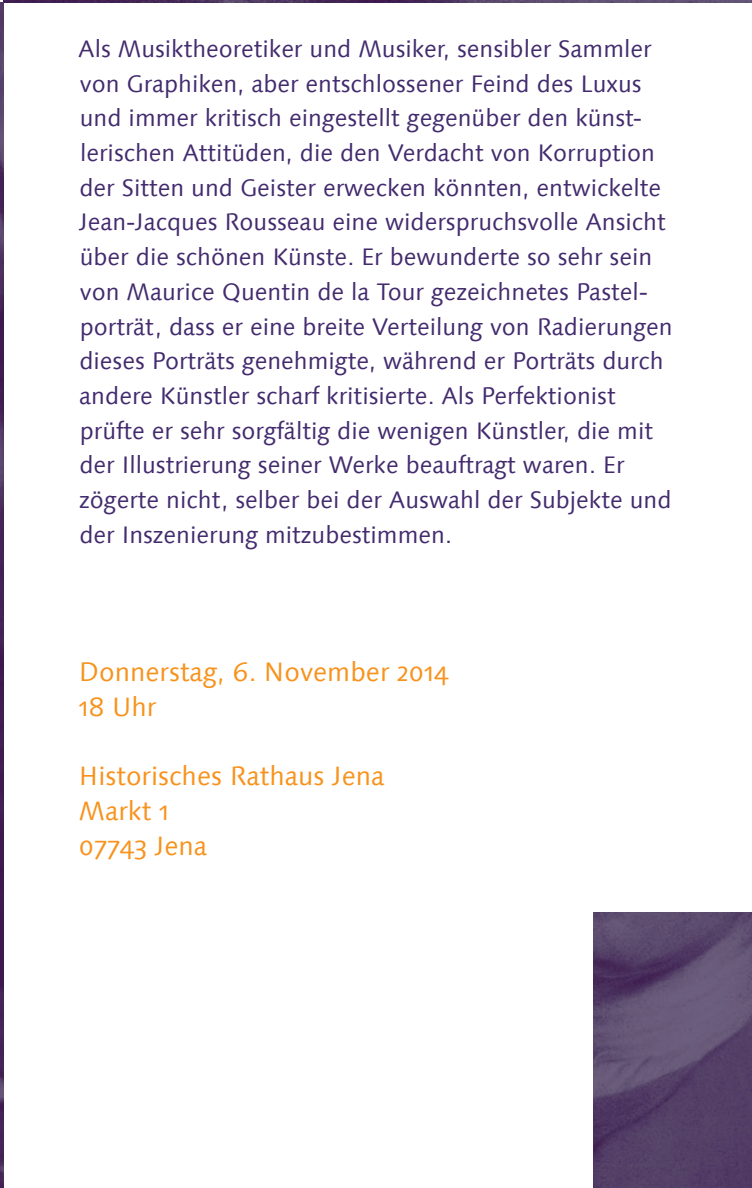 Als Musiktheoretiker und Musiker, sensibler Sammler
von Graphiken, aber entschlossener Feind des Luxus
und immer kritisch eingestellt gegenüber den künst-
lerischen Attitüden, die den Verdacht von Korruption
der Sitten und Geister erwecken könnten, entwickelte
Jean-Jacques Rousseau eine widerspruchsvolle Ansicht
über die schönen Künste. Er bewunderte so sehr sein
von Maurice Quentin de la Tour gezeichnetes Pastel-
porträt, dass er eine breite Verteilung von Radierungen
dieses Porträts genehmigte, während er Porträts durch
andere Künstler scharf kritisierte. Als Perfektionist
prüfte er sehr sorgfältig die wenigen Künstler, die mit
der Illustrierung seiner Werke beauftragt waren. Er
zögerte nicht, selber bei der Auswahl der Subjekte und
der Inszenierung mitzubestimmen.
Donnerstag, 6. November 2014
18 Uhr
Historisches Rathaus Jena
Markt 1
07743 Jena